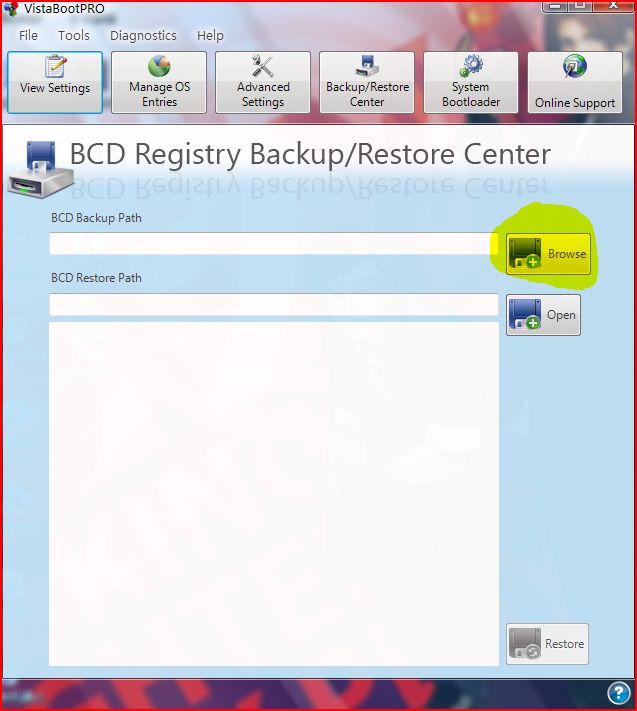 VistaBootPRO
File Tools Diagnostics Help
View Settings
Manage OS
Entries
Advanced
Settings
Backup/Restore
Center
System
Bootloader
Online Support
BCD Registry Backup/Restore Center
BCD Backup Path
Browse
BCD Restore Path
Open
Restore
?